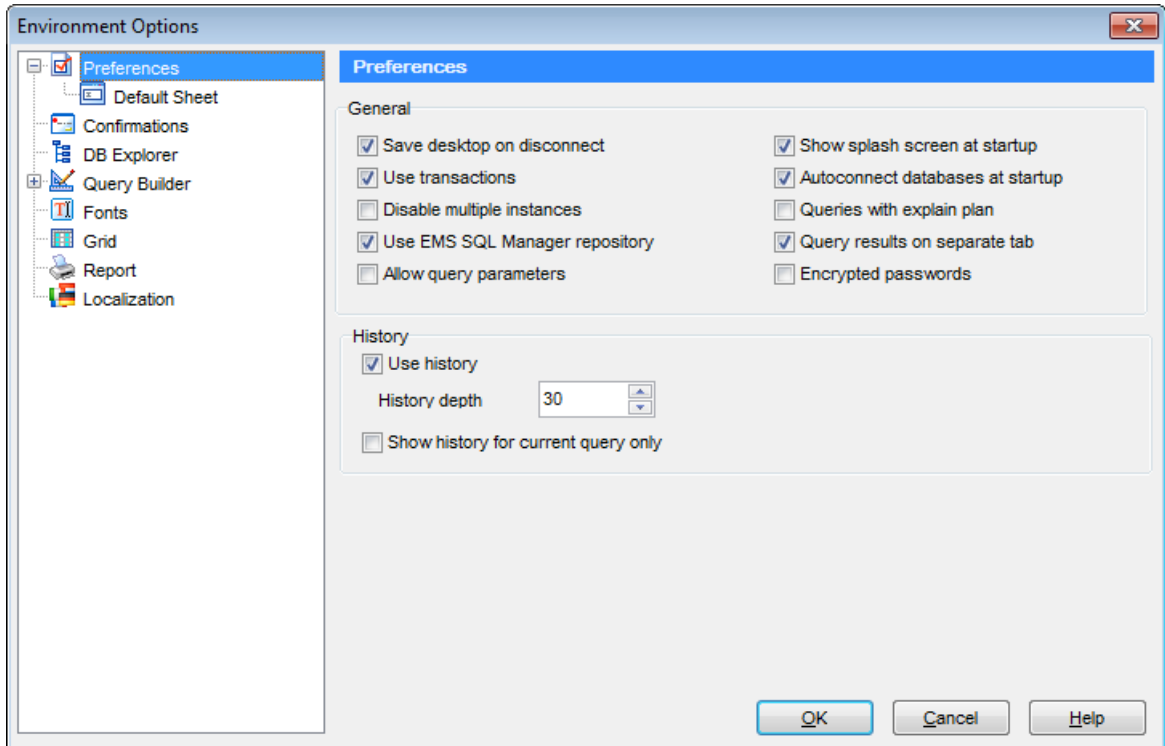 Environment Options
Preferences
Default Sheet
Confirmations
DB Explorer
Query Builder
Fonts
Grid
Report
Localization
Preferences
General
Save desktop on disconnect
Show splash screen at startup
Use transactions
Autoconnect databases at startup
Disable multiple instances
Queries with explain plan
Use EMS SQL Manager repository
Query results on separate tab
Allow query parameters
Encrypted passwords
History
Use history
History depth 30
Show history for current query only
OK Cancel Help